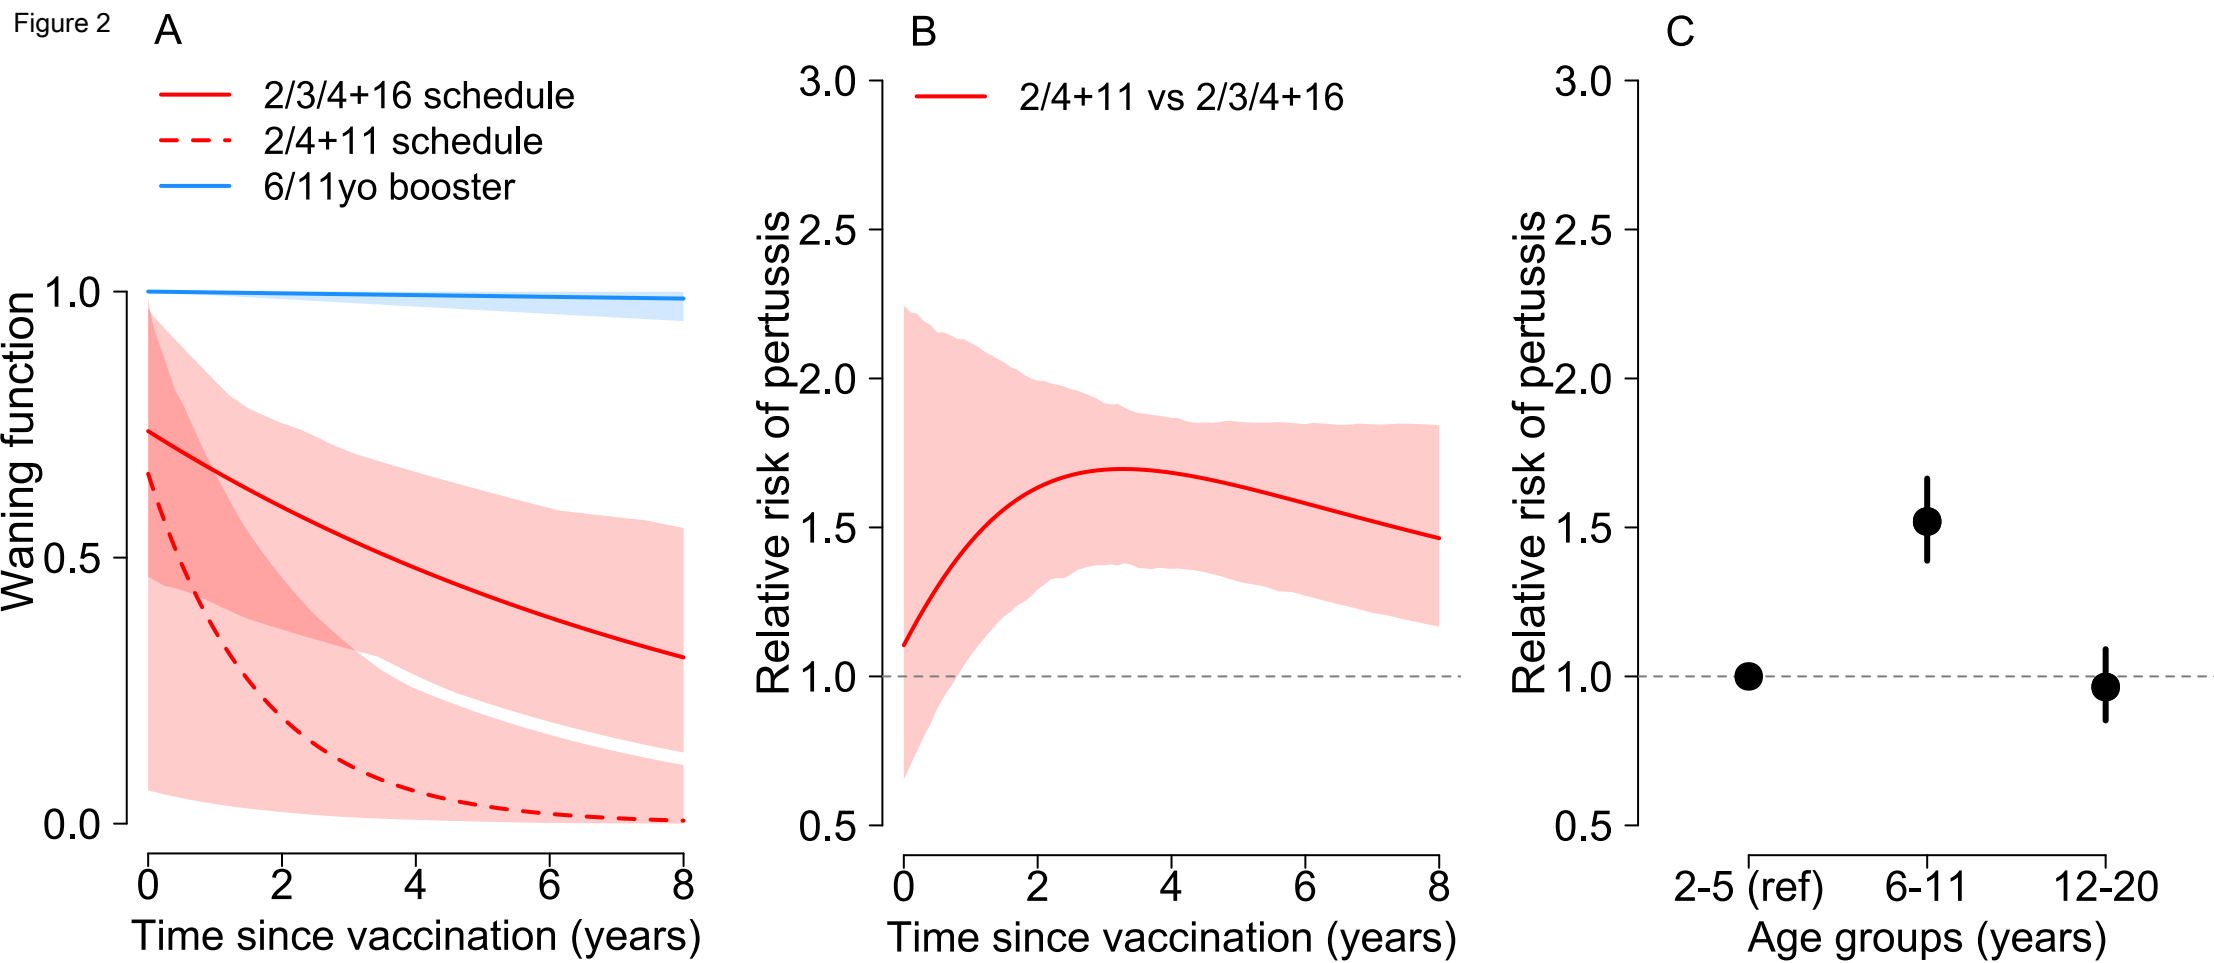 Figure 2
A
2/3/4+16 schedule
2/4+11 schedule
6/11yo booster
Waning function
1.0
0.5
0.0
0 2 4 6 8
Time since vaccination (years)
B
2/4+11 vs 2/3/4+16
Relative risk of pertussis
3.0
2.5
2.0
1.5
1.0
0.5
0 2 4 6 8
Time since vaccination (years)
C
Relative risk of pertussis
3.0
2.5
2.0
1.5
1.0
0.5
2-5 (ref) 6-11 12-20
Age groups (years)